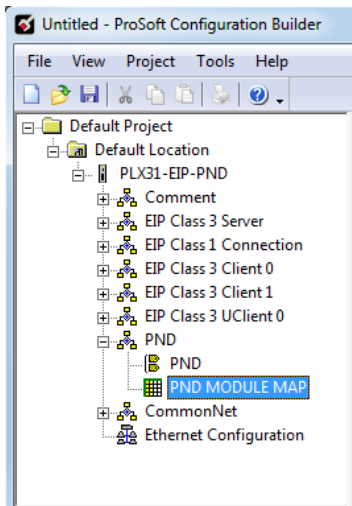 Untitled - ProSoft Configuration Builder
File View Project Tools Help
Default Project
Default Location
PLX31-EIP-PND
Comment
EIP Class 3 Server
EIP Class 1 Connection
EIP Class 3 Client 0
EIP Class 3 Client 1
EIP Class 3 UClient 0
PND
PND
PND MODULE MAP
CommonNet
Ethernet Configuration